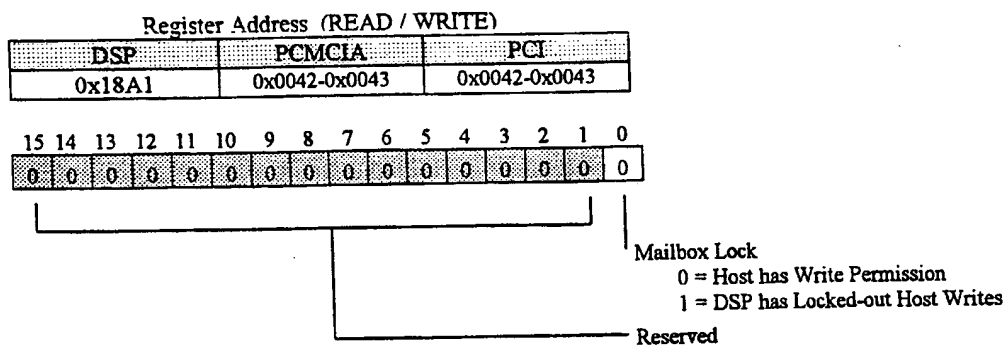 Register Address (READ / WRITE)
DSP PCMCIA PCI
0x18A1 0x0042-0x0043 0x0042-0x0043
15 14 13 12 11 10 9 8 7 6 5 4 3 2 1 0
0 0 0 0 0 0 0 0 0 0 0 0 0 0 0 0
Mailbox Lock
0 = Host has Write Permission
1 = DSP has Locked-out Host Writes
Reserved